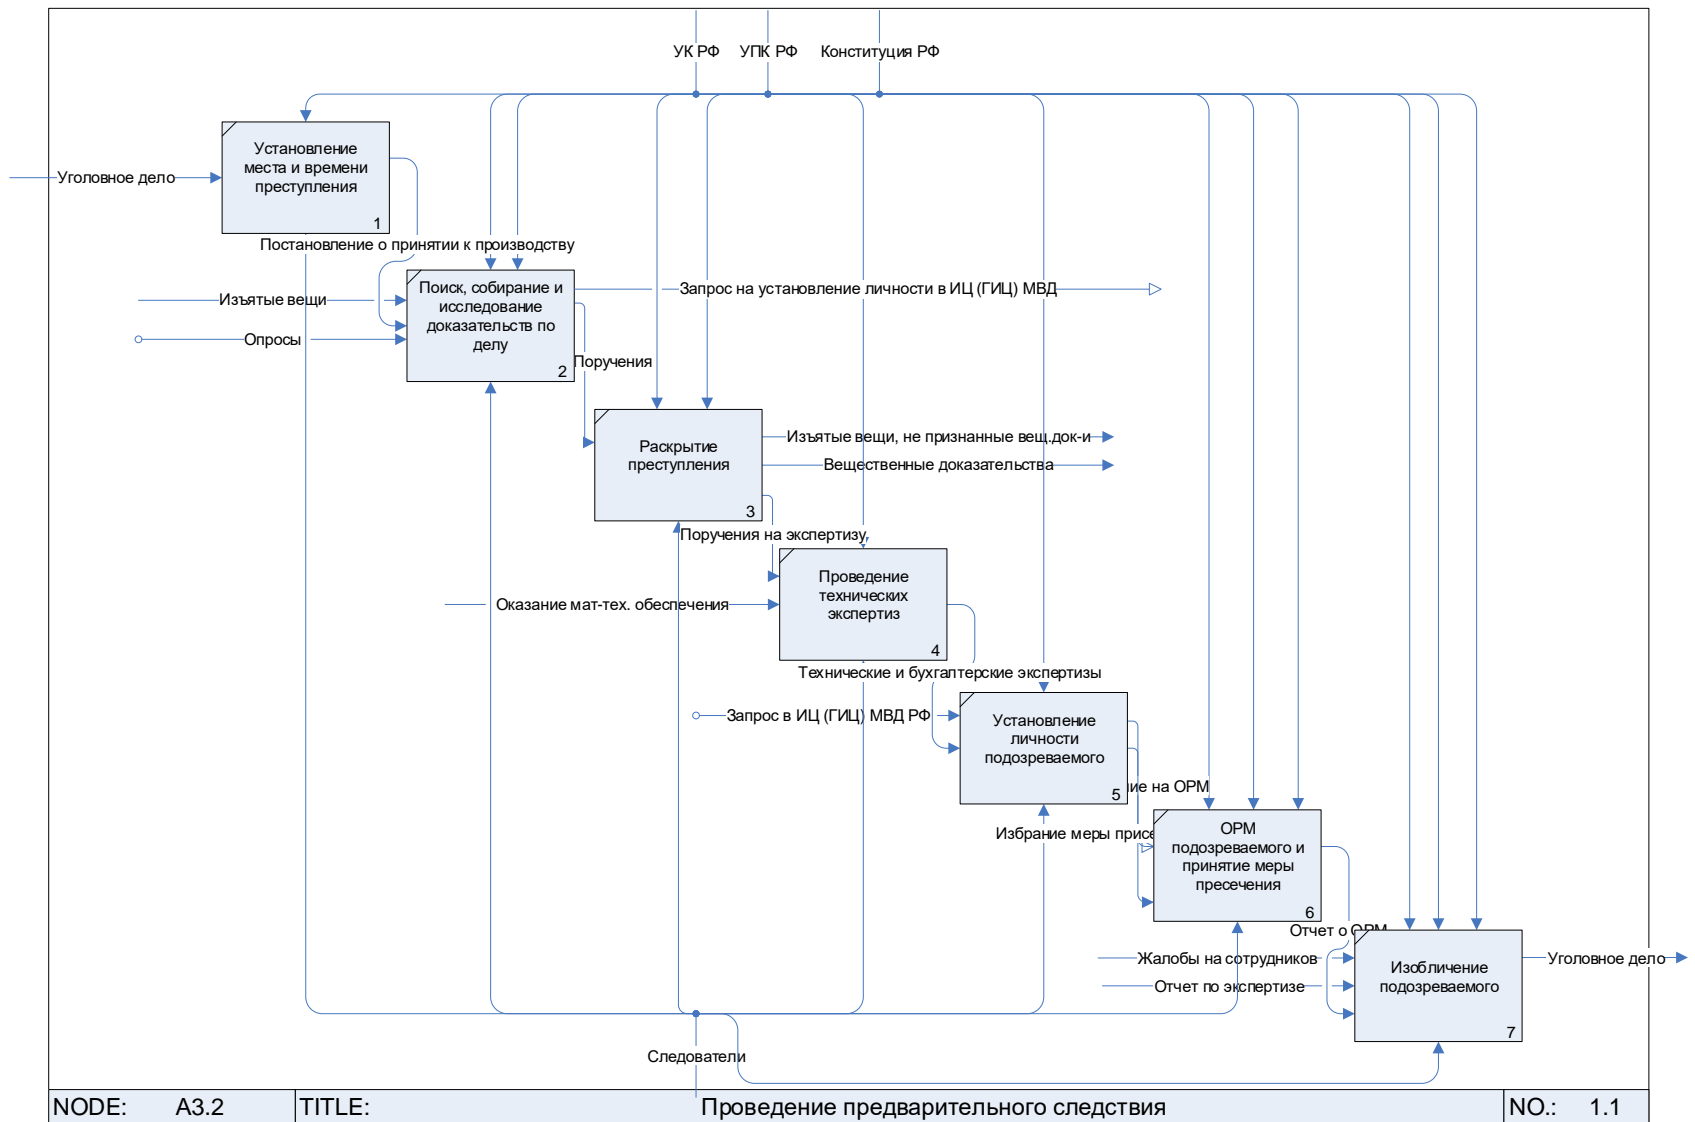 УК РФ
УПК РФ
Конституция РФ
Установление
места и времени
преступления
1
Уголовное дело
Постановление о принятии к производству
Поиск, собирание и
исследование
доказательств по
делу
2
Изъятые вещи
Опросы
Запрос на установление личности в ИЦ (ГИЦ) МВД
Поручения
Раскрытие
преступления
3
Изъятые вещи, не признанные вещ.док-и
Вещественные доказательства
Поручения на экспертизу
Проведение
технических
экспертиз
4
Оказание мат-тех. обеспечения
Технические и бухгалтерские экспертизы
Запрос в ИЦ (ГИЦ) МВД РФ
Установление
личности
подозреваемого
5
на ОРМ
Избрание меры
ОРМ
подозреваемого и
принятие меры
пресечения
6
Отчет о ОРМ
Жалобы на сотрудников
Отчет по экспертизе
Изобличение
подозреваемого
7
Уголовное дело
Следователи
NODE: A3.2
TITLE: Проведение предварительного следствия
NO.: 1.1